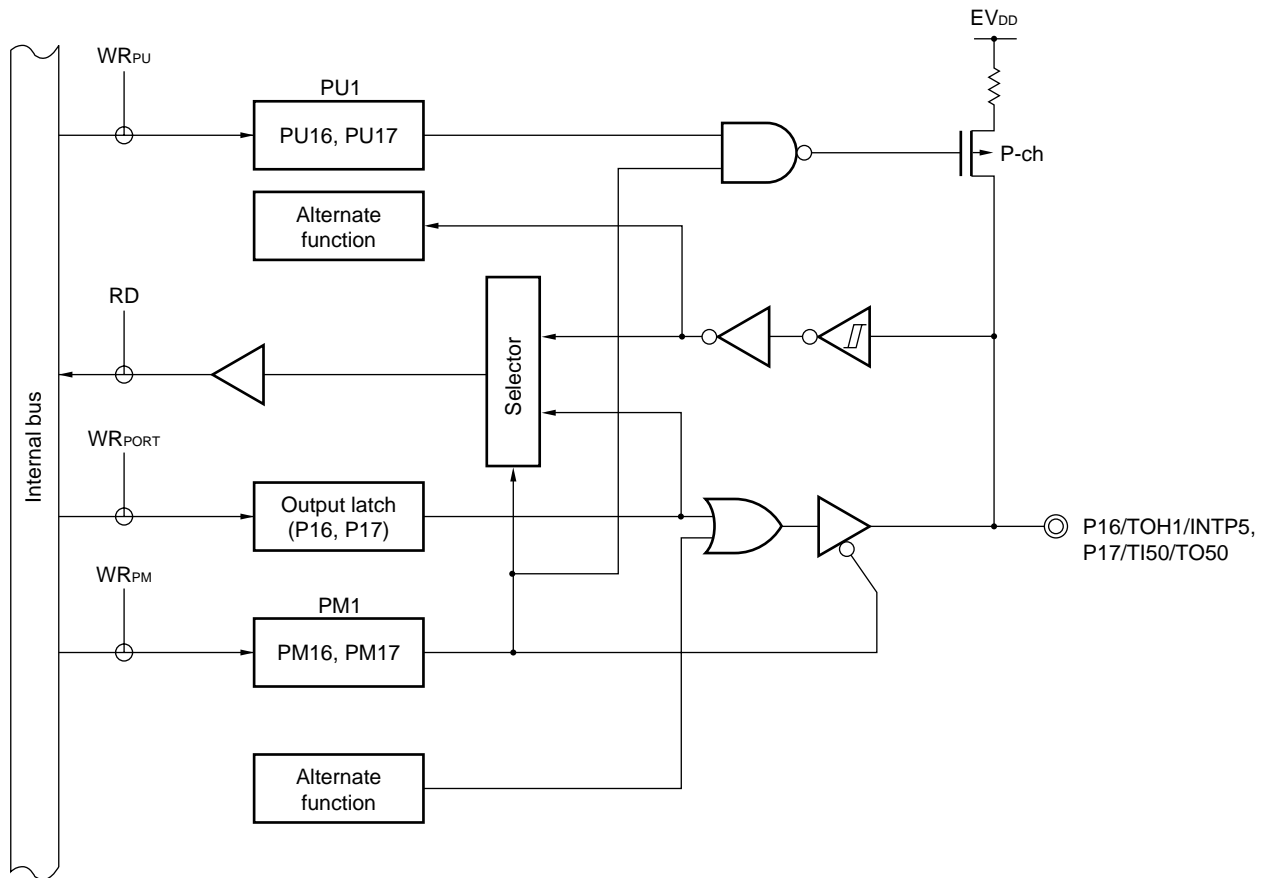 EVDD
WRPU
PU1
PU16, PU17
P-ch
Alternate
function
RD
Selector
Internal bus
WRPORT
Output latch
(P16, P17)
P16/TOH1/INTP5,
P17/TI50/TO50
WRPM
PM1
PM16, PM17
Alternate
function